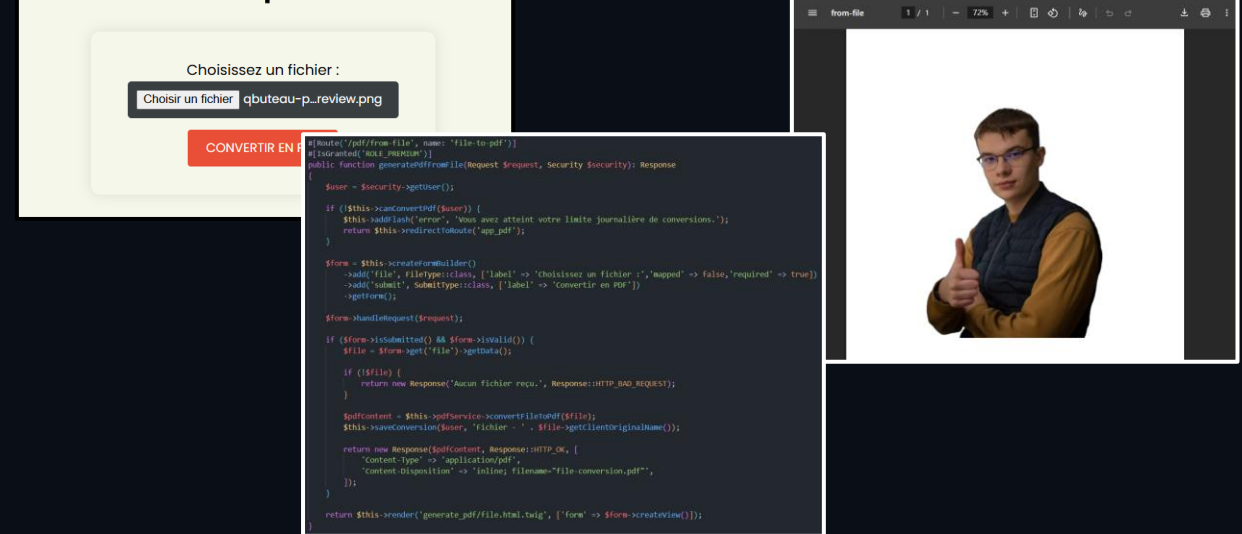 Choisissez un fichier :
Choisir un fichier qbuteau-p...review.png
CONVERTIR EN
from-file
1 / 1
72%
#[Route('/pdf/from-file', name: 'file-to-pdf')]
#[IsGranted('ROLE_PREMIUM')]
public function generatePdfFromFile(Request $request, Security $security): Response
{
$user = $security->getUser();
if (!$this->canConvertPdf($user)) {
$this->addFlash('error', 'Vous avez atteint votre limite journalière de conversions.');
return $this->redirectToRoute('app_pdf');
}
$form = $this->createFormBuilder()
->add('file', FileType::class, ['label' => 'Choisissez un fichier :','mapped' => false,'required' => true])
->add('submit', SubmitType::class, ['label' => 'Convertir en PDF'])
->getForm();
$form->handleRequest($request);
if ($form->isSubmitted() && $form->isValid()) {
$file = $form->get('file')->getData();
if (!$file) {
return new Response('Aucun fichier reçu.', Response::HTTP_BAD_REQUEST);
}
$pdfContent = $this->pdfService->convertFileToPdf($file);
$this->saveConversion($user, 'Fichier - ' . $file->getClientOriginalName());
return new Response($pdfContent, Response::HTTP_OK, [
'Content-Type' => 'application/pdf',
'Content-Disposition' => 'inline; filename="file-conversion.pdf"',
]);
}
return $this->render('generate_pdf/file.html.twig', ['form' => $form->createView()]);
}